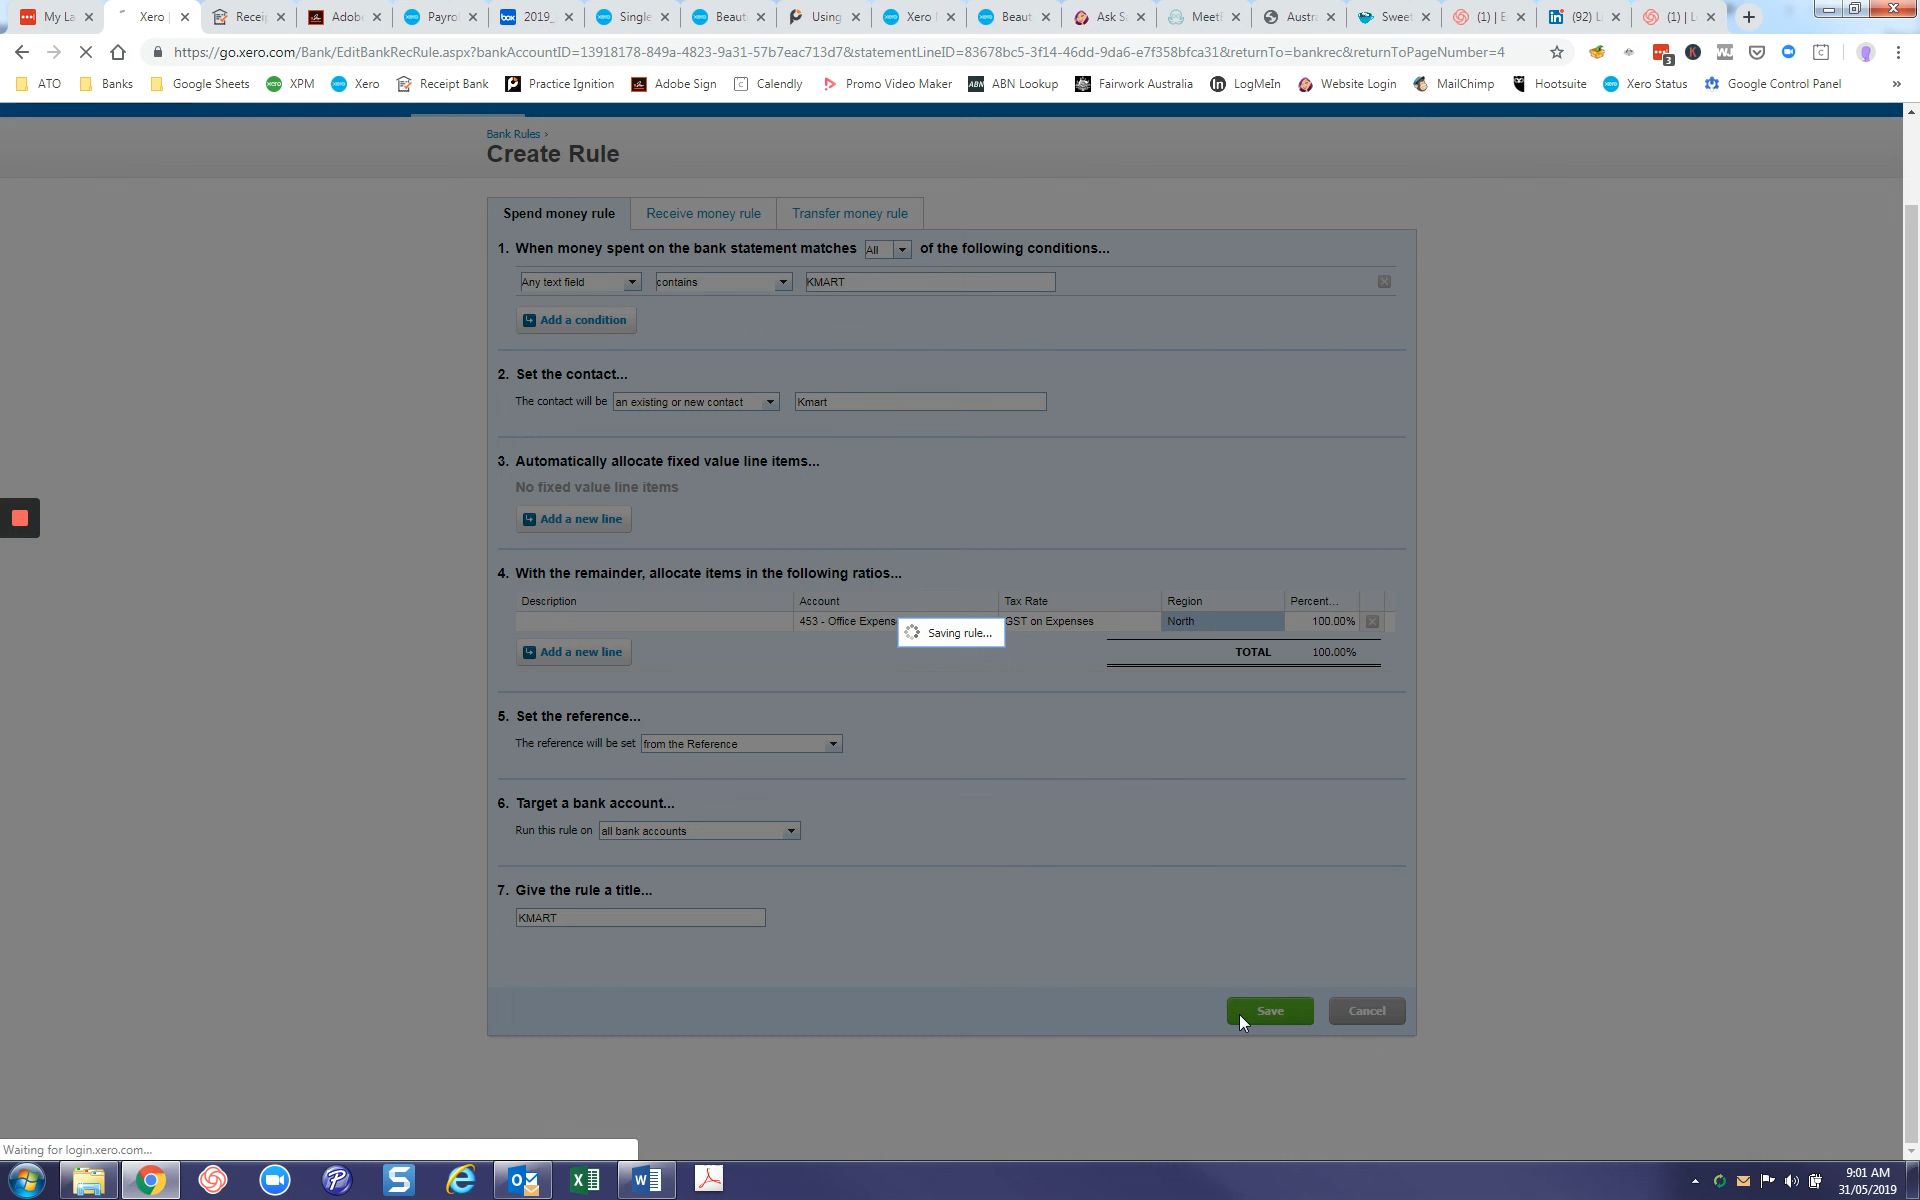 My La
Xero |
Receip
Adobe
Payrol
box 2019_
Single
Beaut
Using
Xero
Beaut
Ask S
MeetE
Austra
Sweet
(1) | E
(92) Li
(1) | L
https://go.xero.com/Bank/EditBankRecRule.aspx?bankAccountID=13918178-849a-4823-9a31-57b7eac713d7&statementLineID=83678bc5-3f14-46dd-9da6-e7f358bfca31&returnTo=bankrec&returnToPageNumber=4
ATO Banks Google Sheets XPM Xero Receipt Bank Practice Ignition Adobe Sign Calendly Promo Video Maker ABN Lookup Fairwork Australia LogMeIn Website Login MailChimp Hootsuite Xero Status Google Control Panel »
Bank Rules ›
Create Rule
Spend money rule Receive money rule Transfer money rule
1. When money spent on the bank statement matches All of the following conditions...
Any text field contains KMART
Add a condition
2. Set the contact...
The contact will be an existing or new contact Kmart
3. Automatically allocate fixed value line items...
No fixed value line items
Add a new line
4. With the remainder, allocate items in the following ratios...
Description Account Tax Rate Region Percent...
453 - Office Expens GST on Expenses North 100.00%
Saving rule...
Add a new line TOTAL 100.00%
5. Set the reference...
The reference will be set from the Reference
6. Target a bank account...
Run this rule on all bank accounts
7. Give the rule a title...
KMART
Save Cancel
Waiting for login.xero.com...
9:01 AM
31/05/2019